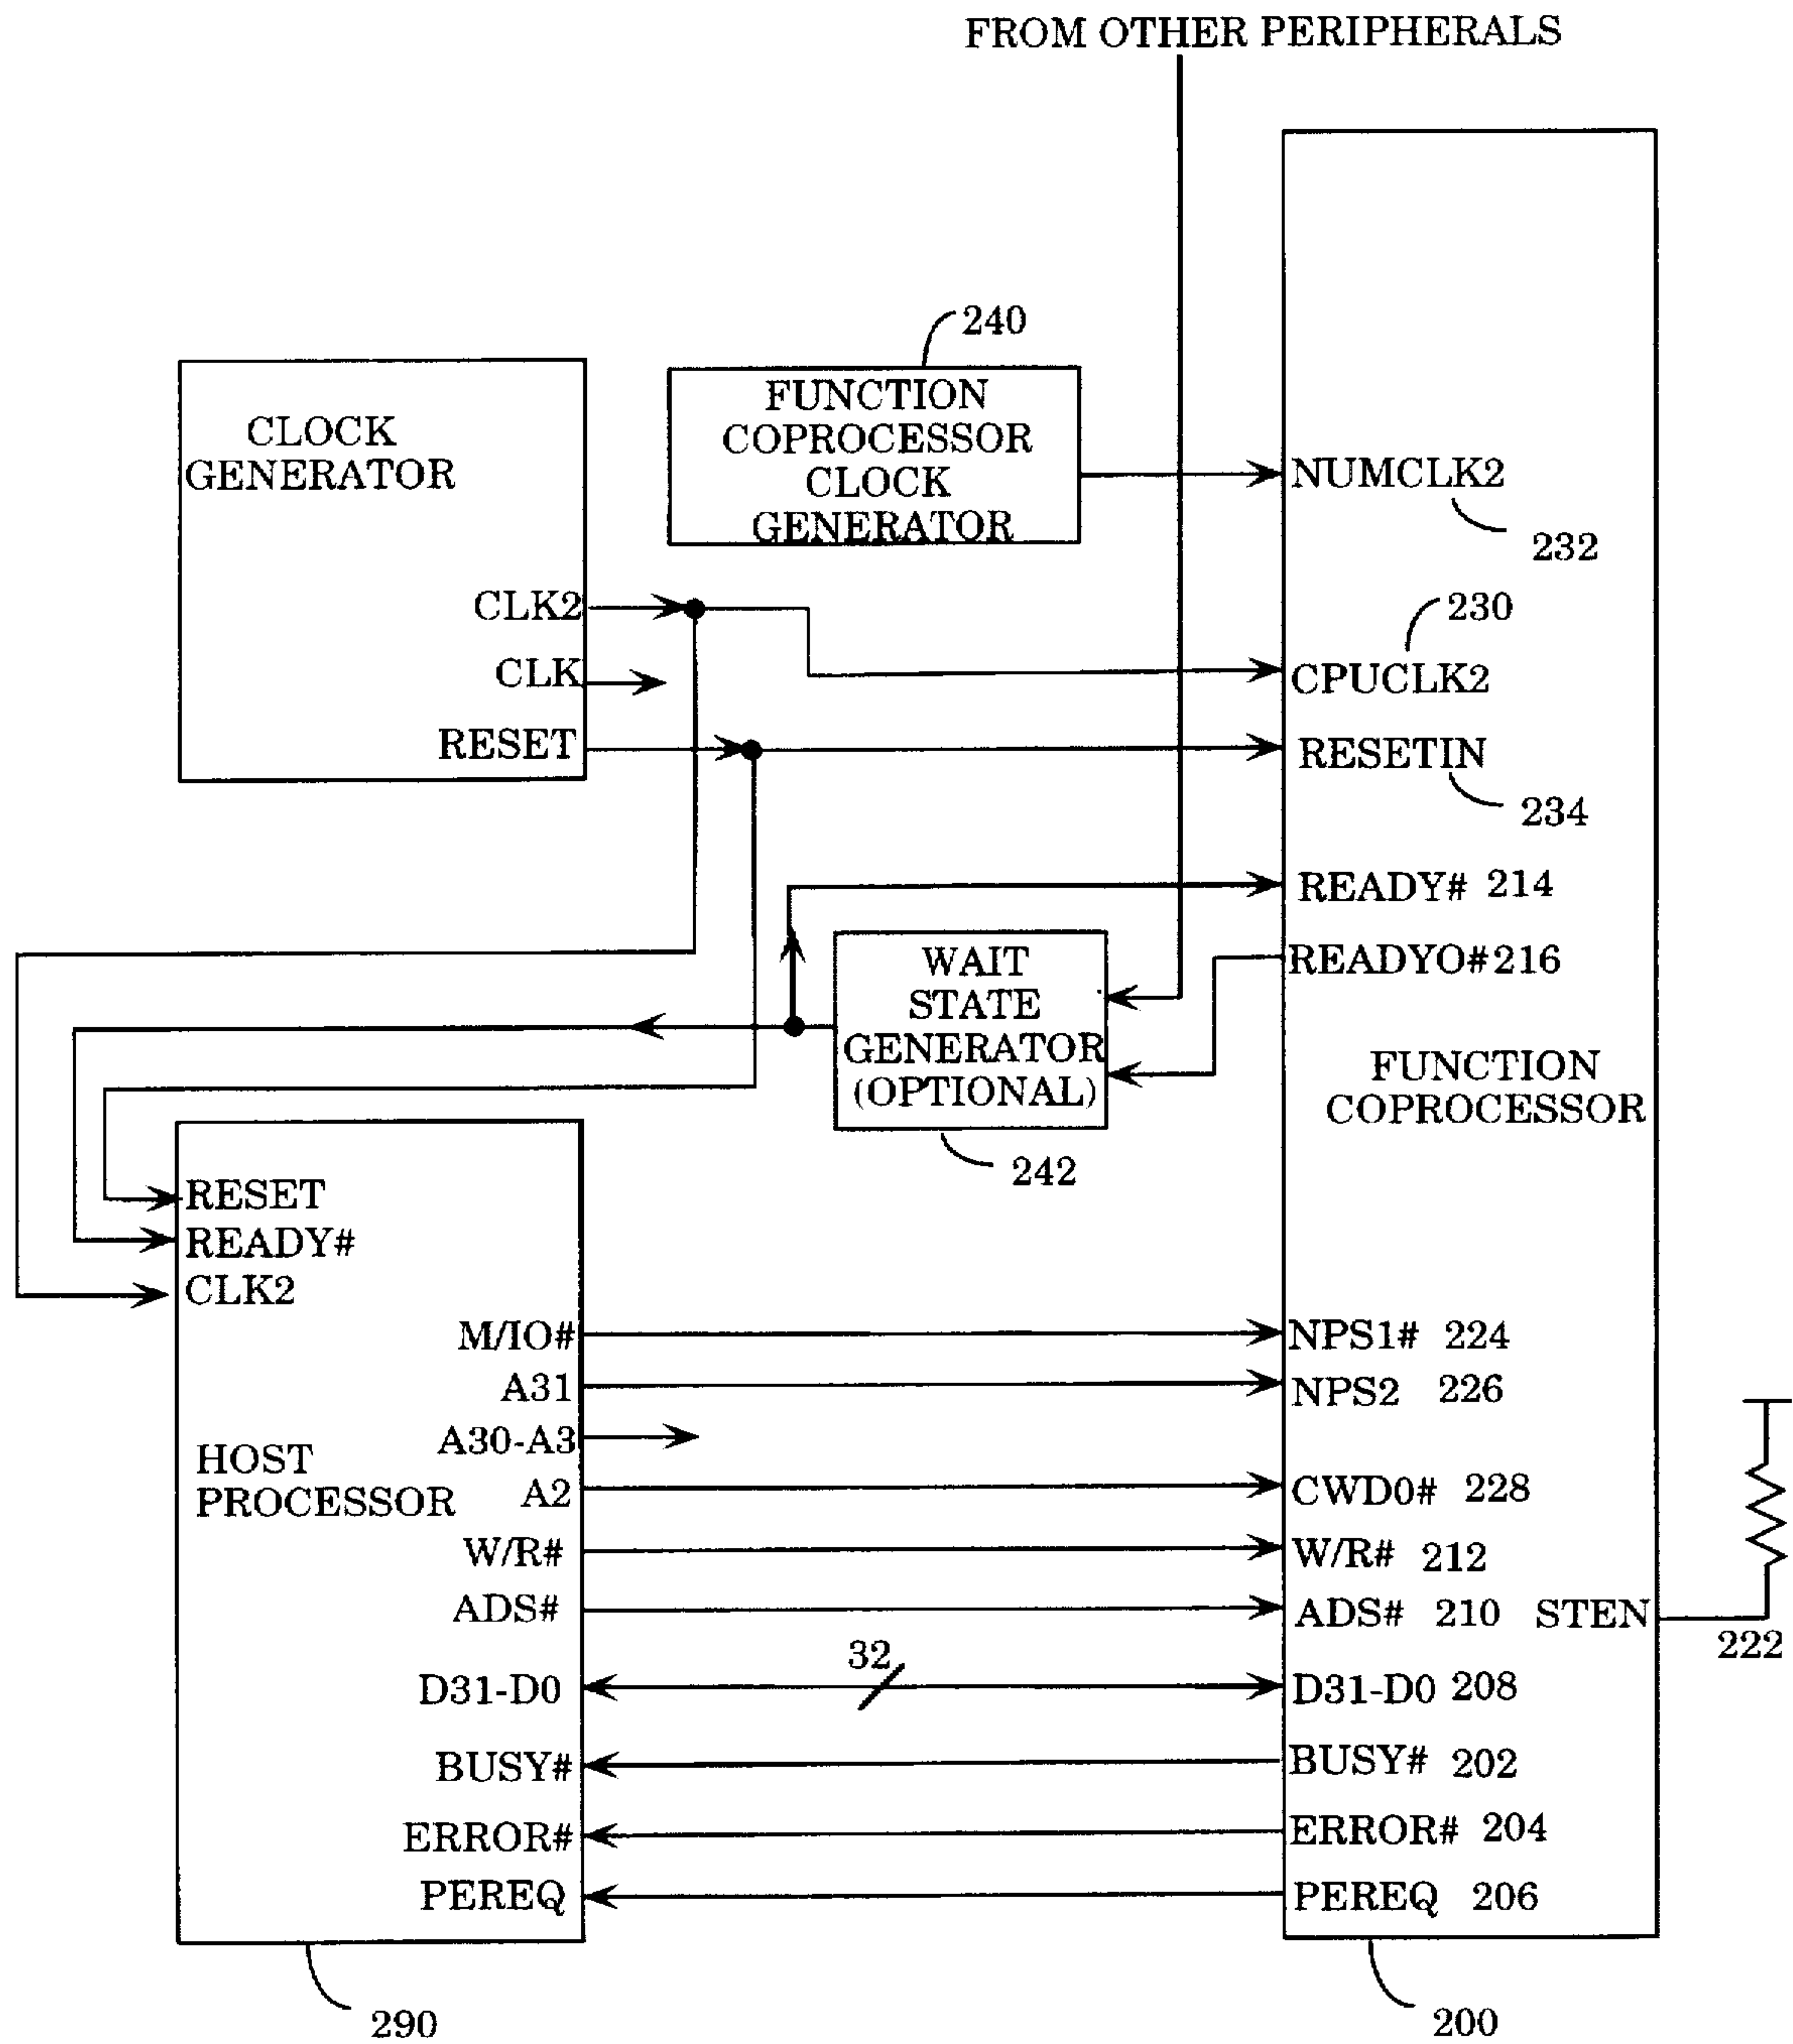 FROM OTHER PERIPHERALS
240
CLOCK
GENERATOR
CLK2
CLK
RESET
FUNCTION
COPROCESSOR
CLOCK
GENERATOR
NUMCLK2
232
230
CPUCLK2
RESETIN
234
READY# 214
READYO#216
WAIT
STATE
GENERATOR
(OPTIONAL)
242
FUNCTION
COPROCESSOR
RESET
READY#
CLK2
HOST
PROCESSOR
M/IO#
A31
A30-A3
A2
W/R#
ADS#
D31-D0
BUSY#
ERROR#
PEREQ
32
NPS1# 224
NPS2 226
CWD0# 228
W/R# 212
ADS# 210 STEN
222
D31-D0 208
BUSY# 202
ERROR# 204
PEREQ 206
290
200